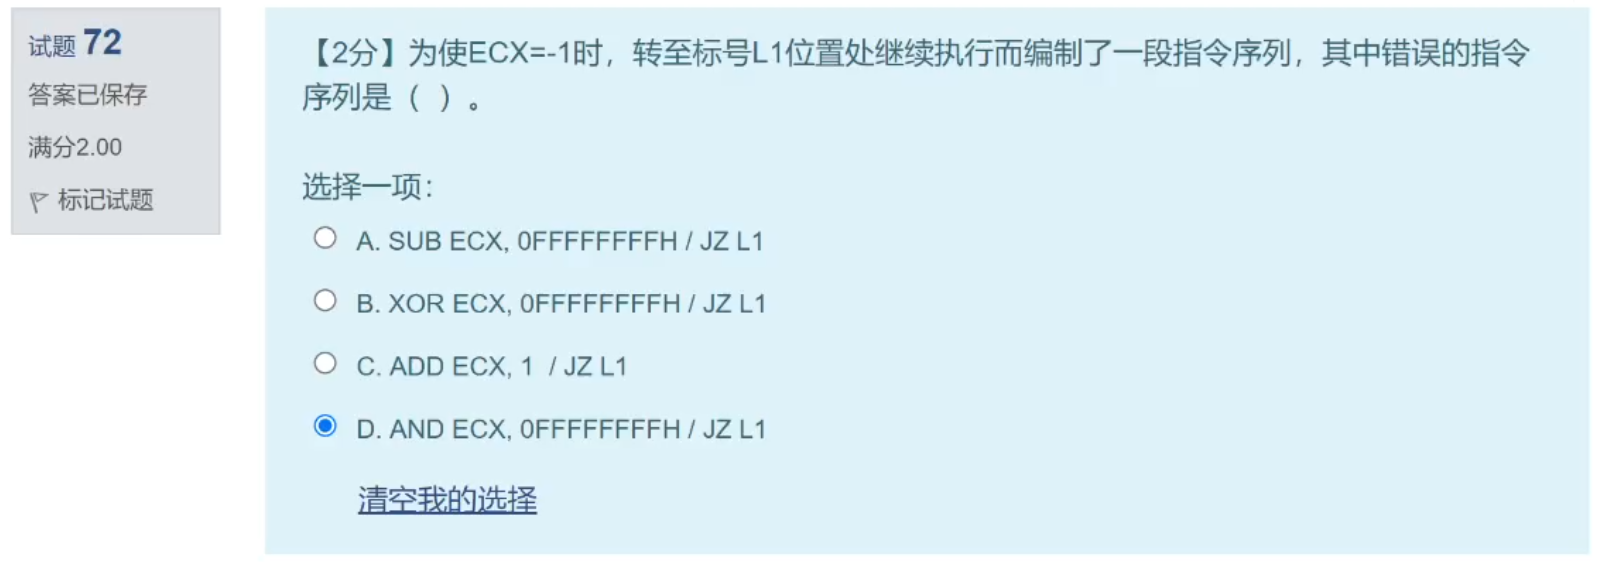 试题 72
答案已保存
满分2.00
标记试题
【2分】为使ECX=-1时，转至标号L1位置处继续执行而编制了一段指令序列，其中错误的指令
序列是（ ）。
选择一项：
A. SUB ECX, 0FFFFFFFFH / JZ L1
B. XOR ECX, 0FFFFFFFFH / JZ L1
C. ADD ECX, 1 / JZ L1
D. AND ECX, 0FFFFFFFFH / JZ L1
清空我的选择